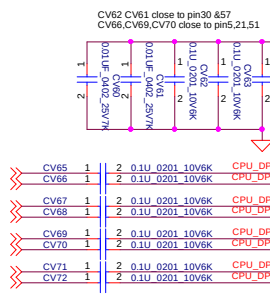 CV62 CV61 close to pin30 &57
CV66,CV69,CV70 close to pin5,21,51
1 1 1 1
0.01UF_0402_25V7K
CV60
0.01UF_0402_25V7K
CV61
0.1U_0201_10V6K
CV62
0.1U_0201_10V6K
CV63
2 2 2 2
CV65 1 2 0.1U_0201_10V6K CPU_DP
CV66 1 2 0.1U_0201_10V6K CPU_DP
CV67 1 2 0.1U_0201_10V6K CPU_DP
CV68 1 2 0.1U_0201_10V6K CPU_DP
CV69 1 2 0.1U_0201_10V6K CPU_DP
CV70 1 2 0.1U_0201_10V6K CPU_DP
CV71 1 2 0.1U_0201_10V6K CPU_DP
CV72 1 2 0.1U_0201_10V6K CPU_DP